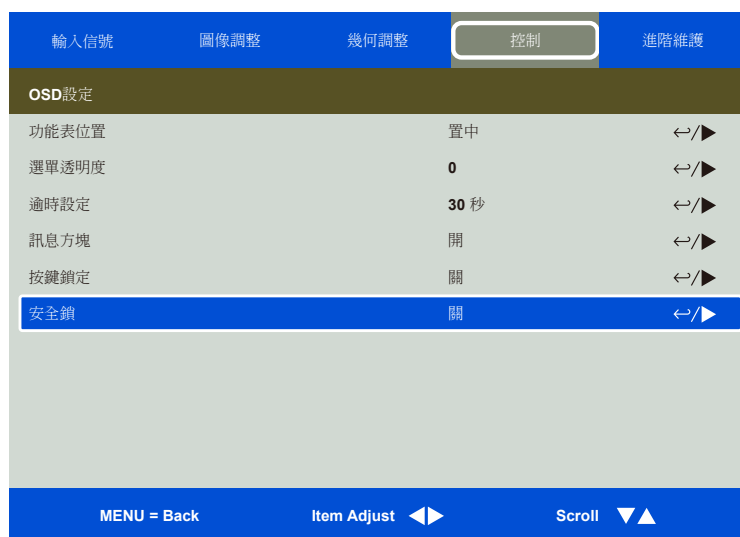 輸入信號 圖像調整 幾何調整 控制 進階維護
OSD設定
功能表位置 置中 ↩/▶
選單透明度 0 ↩/▶
逾時設定 30 秒 ↩/▶
訊息方塊 開 ↩/▶
按鍵鎖定 關 ↩/▶
安全鎖 關 ↩/▶
MENU = Back Item Adjust ◀▶ Scroll ▼▲